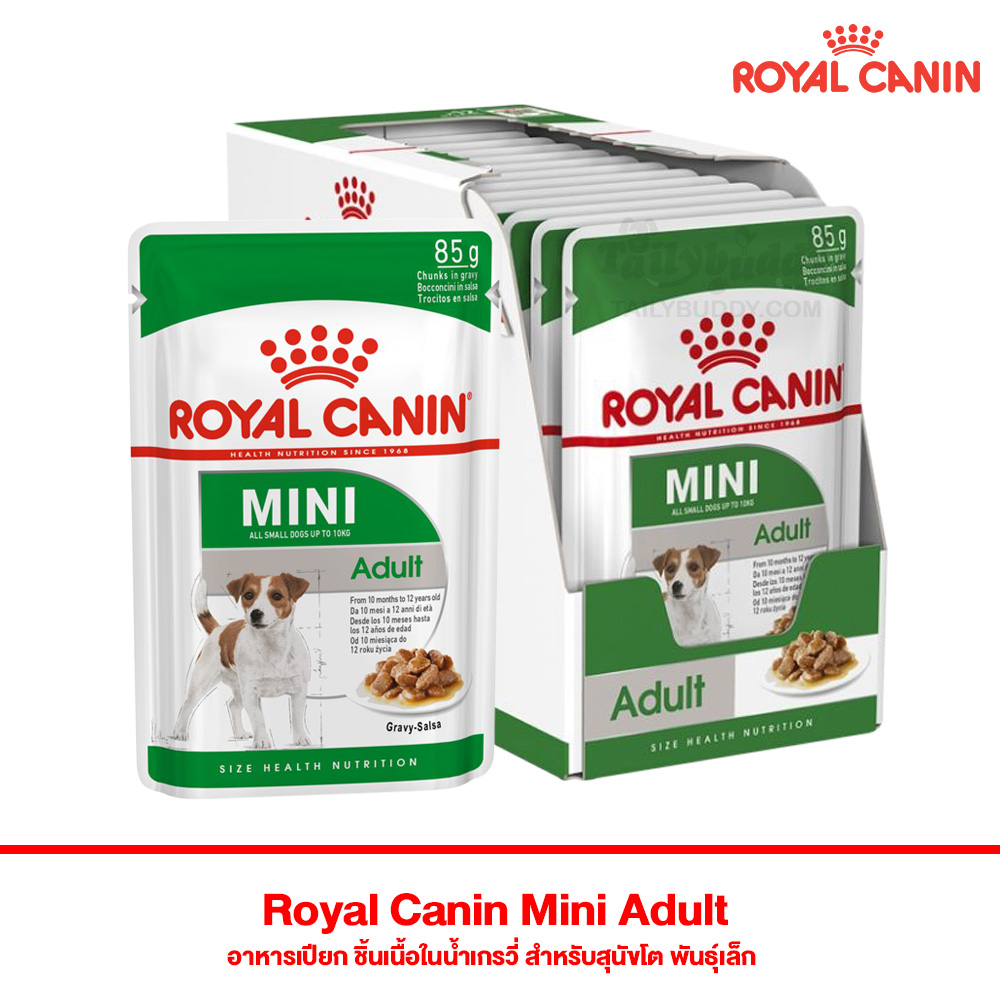 ROYAL CANIN
85 g
Chunks in gravy
Bocconcini in salsa
Trocitos en salsa
ROYAL CANIN
HEALTH NUTRITION SINCE 1968
MINI
ALL SMALL DOGS UP TO 10KG
Adult
From 10 months to 12 years old
Da 10 mesi a 12 anni di età
Desde los 10 meses hasta
los 12 años de edad
Od 10 miesiąca do
12 roku życia
Gravy-Salsa
SIZE HEALTH NUTRITION
85 g
Chunks in gravy
Bocconcini in salsa
Trocitos en salsa
Tailybuddy
TAILYBUDDY.COM
ROYAL CANIN
HEALTH NUTRITION SINCE 1968
MINI
ALL SMALL DOGS UP TO 10KG
Adult
From 10 months to 12
Da 10 mesi a 12 anni
Desde los 10 meses
los 12 años de edad
Od 10 miesiąca do
12 roku życia
Adult
SIZE HEALTH NUTRITION
Royal Canin Mini Adult
อาหารเปียก ชิ้นเนื้อในน้ำเกรวี่ สำหรับสุนัขโต พันธุ์เล็ก